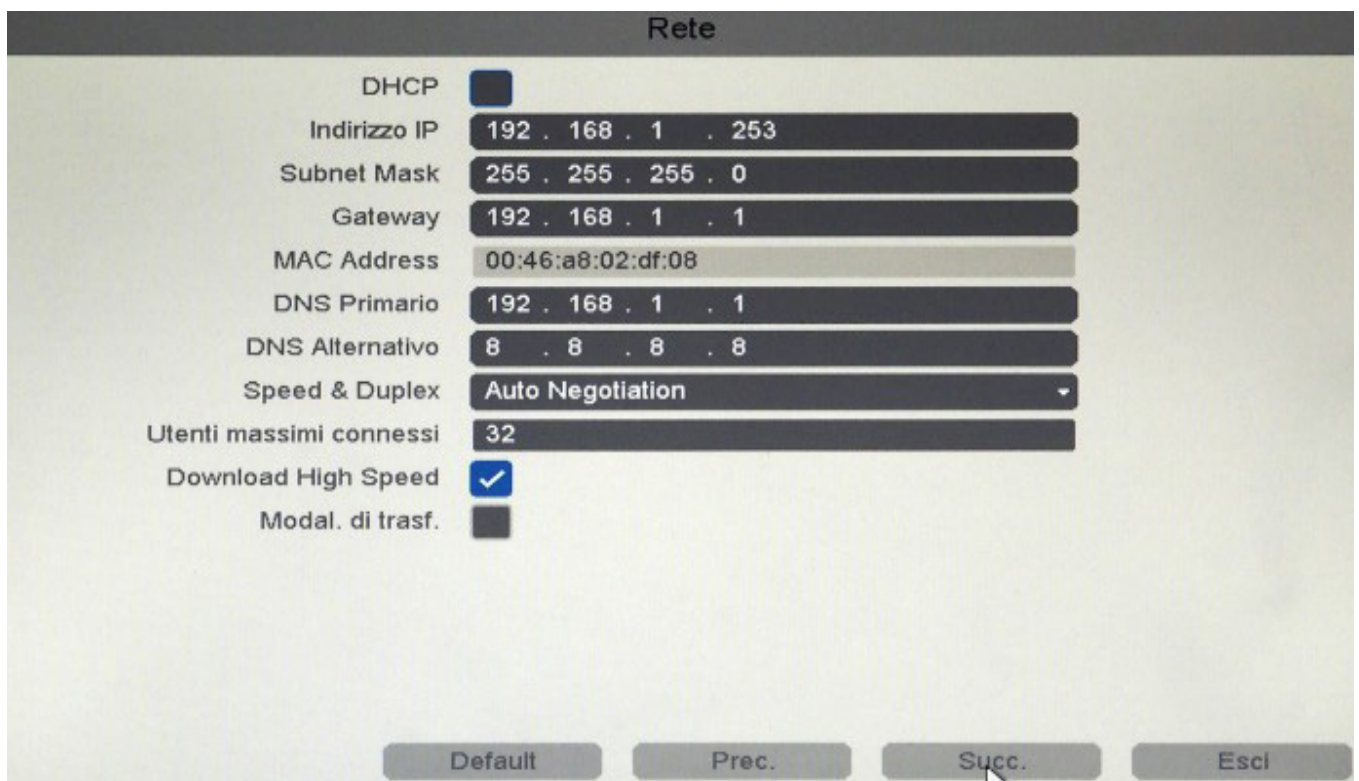 Rete
DHCP
Indirizzo IP 192 . 168 . 1 . 253
Subnet Mask 255 . 255 . 255 . 0
Gateway 192 . 168 . 1 . 1
MAC Address 00:46:a8:02:df:08
DNS Primario 192 . 168 . 1 . 1
DNS Alternativo 8 . 8 . 8 . 8
Speed & Duplex Auto Negotiation
Utenti massimi connessi 32
Download High Speed
Modal. di trasf.
Default Prec. Succ. Esci